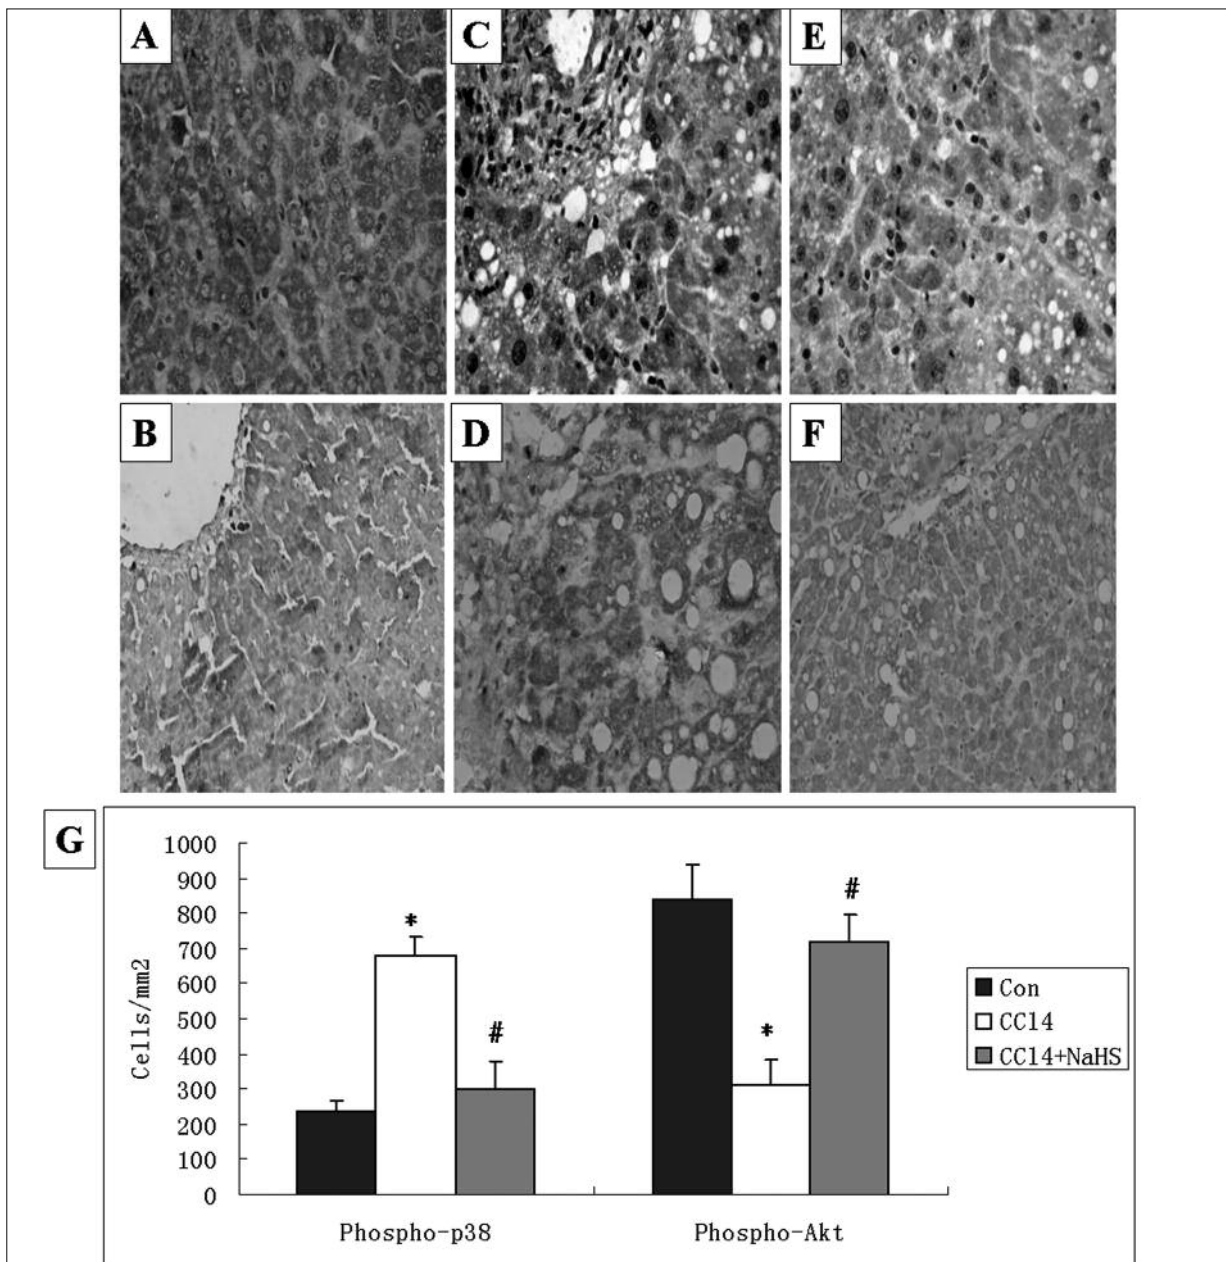 A
C
E
B
D
F
G
1000
900
800
700
600
500
400
300
200
100
0
Cells/mm2
*
#
*
#
Phospho-p38
Phospho-Akt
Con
CC14
CC14+NaHS